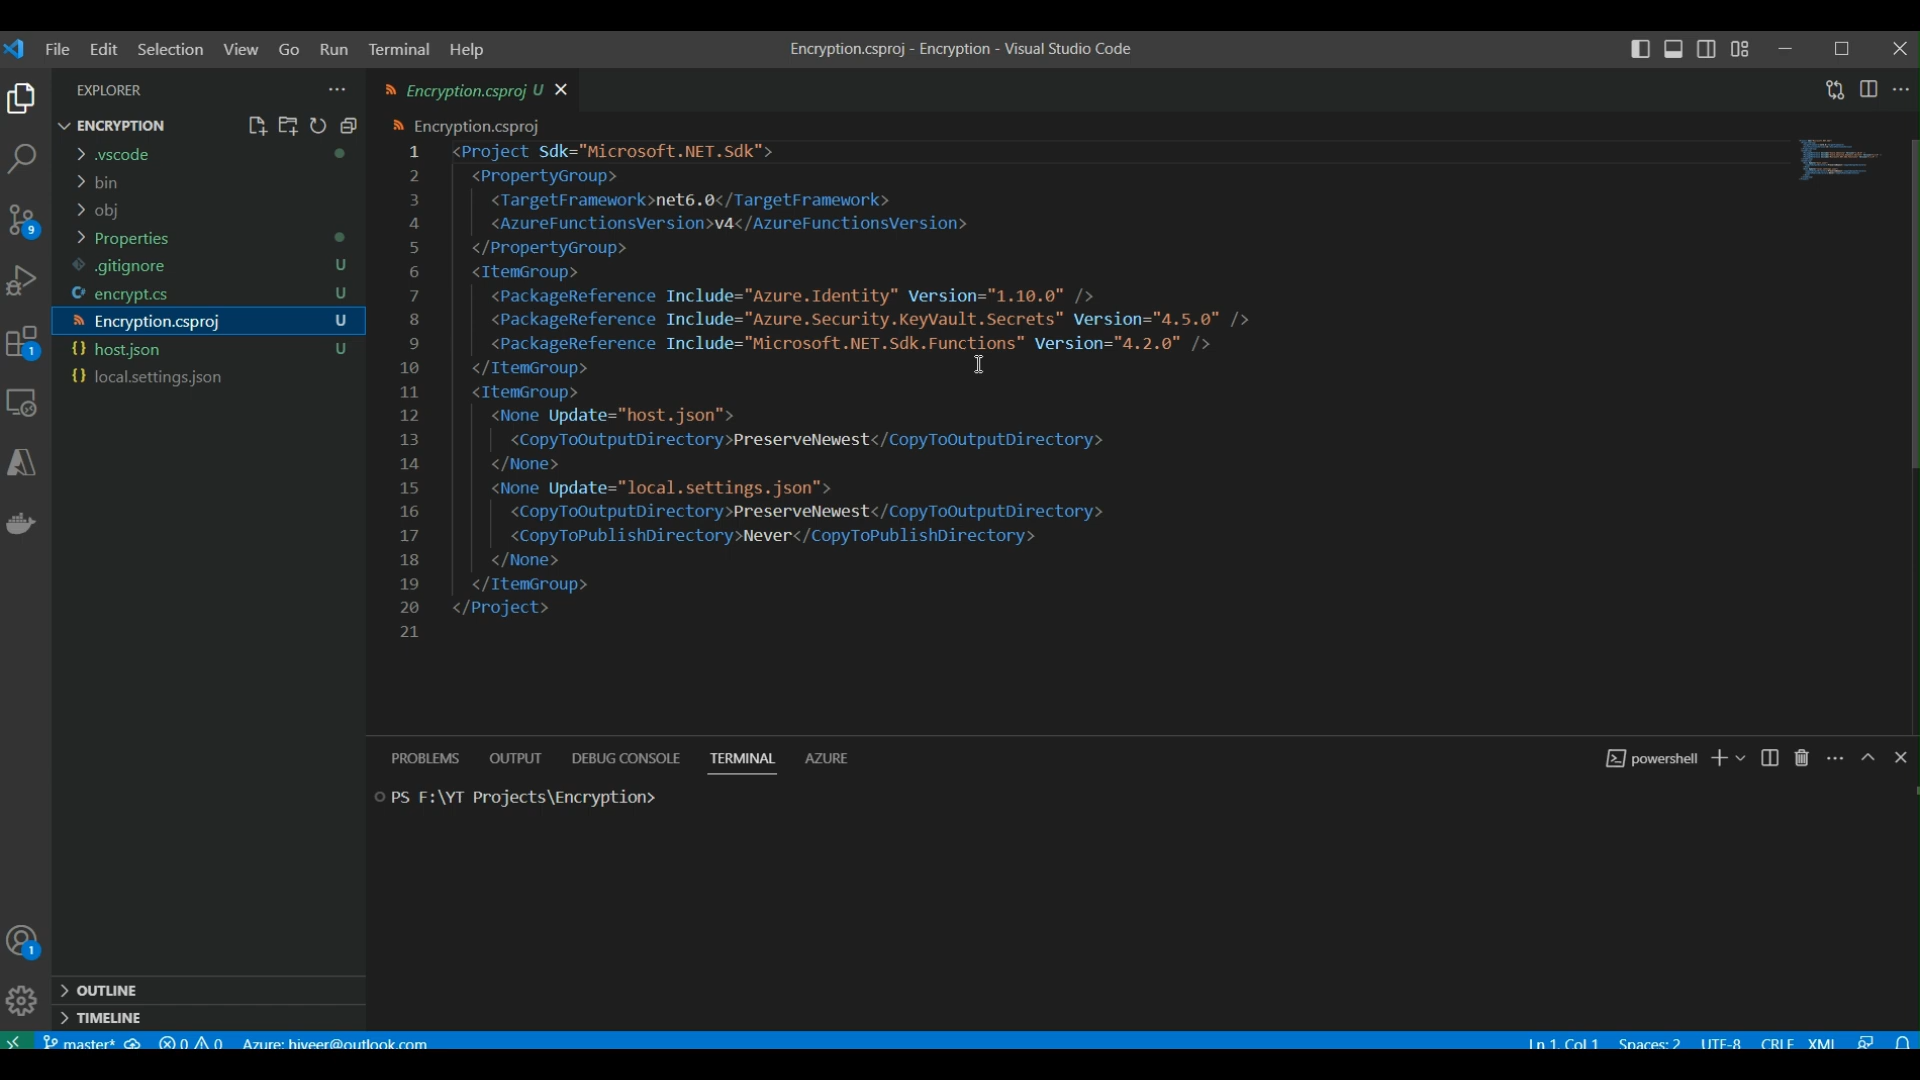 File Edit Selection View Go Run Terminal Help
Encryption.csproj - Encryption - Visual Studio Code
EXPLORER
ENCRYPTION
.vscode
bin
obj
Properties
.gitignore U
encrypt.cs U
Encryption.csproj U
host.json U
local.settings.json
9
1
1
OUTLINE
TIMELINE
Encryption.csproj U
Encryption.csproj
1 <Project Sdk="Microsoft.NET.Sdk">
2 <PropertyGroup>
3 <TargetFramework>net6.0</TargetFramework>
4 <AzureFunctionsVersion>v4</AzureFunctionsVersion>
5 </PropertyGroup>
6 <ItemGroup>
7 <PackageReference Include="Azure.Identity" Version="1.10.0" />
8 <PackageReference Include="Azure.Security.KeyVault.Secrets" Version="4.5.0" />
9 <PackageReference Include="Microsoft.NET.Sdk.Functions" Version="4.2.0" />
10 </ItemGroup>
11 <ItemGroup>
12 <None Update="host.json">
13 <CopyToOutputDirectory>PreserveNewest</CopyToOutputDirectory>
14 </None>
15 <None Update="local.settings.json">
16 <CopyToOutputDirectory>PreserveNewest</CopyToOutputDirectory>
17 <CopyToPublishDirectory>Never</CopyToPublishDirectory>
18 </None>
19 </ItemGroup>
20 </Project>
21
PROBLEMS OUTPUT DEBUG CONSOLE TERMINAL AZURE
powershell
PS F:\YT Projects\Encryption>
master* 0 0 Azure: hiveer@outlook.com
Ln 1, Col 1 Spaces: 2 UTF-8 CRLF XML